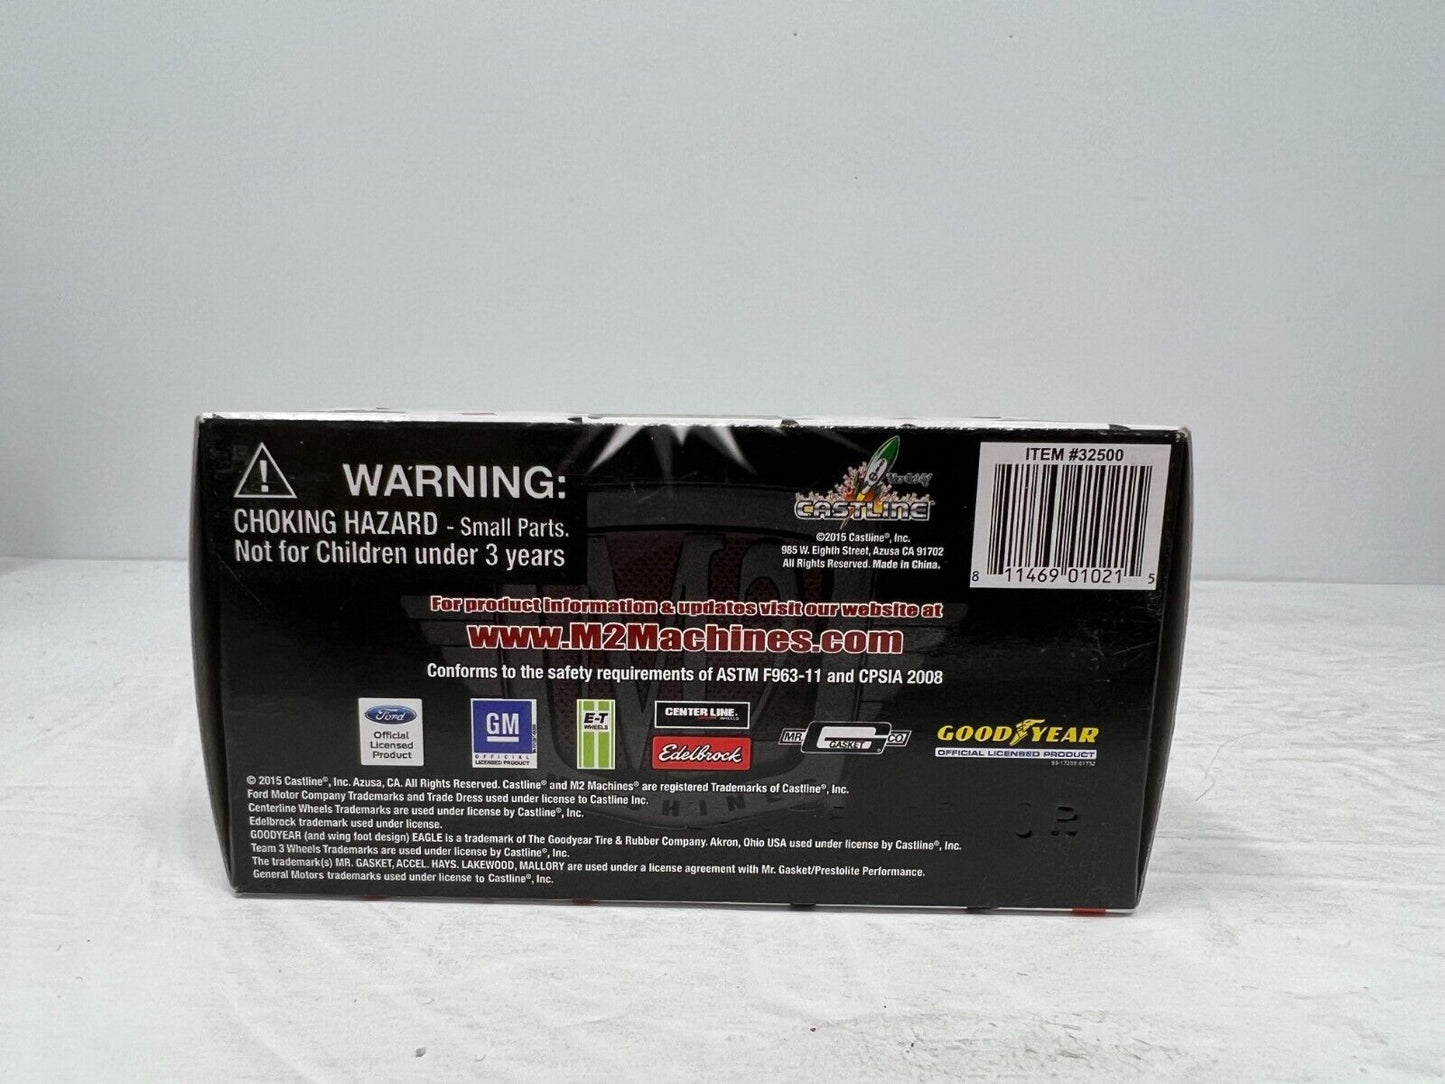 WARNING:
CHOKING HAZARD - Small Parts.
Not for Children under 3 years
CASTLINE
©2015 Castline®, Inc.
985 W. Eighth Street, Azusa CA 91702
All Rights Reserved. Made in China.
ITEM #32500
8 11469 01021 5
For product information & updates visit our website at
www.M2Machines.com
Conforms to the safety requirements of ASTM F963-11 and CPSIA 2008
Ford
Official
Licensed
Product
GM
OFFICIAL
LICENSED PRODUCT
E-T
WHEELS
CENTER LINE
WHEELS
Edelbrock
MR. GASKET CO
GOODYEAR
OFFICIAL LICENSED PRODUCT
© 2015 Castline®, Inc. Azusa, CA. All Rights Reserved. Castline® and M2 Machines® are registered Trademarks of Castline®, Inc.
Ford Motor Company Trademarks and Trade Dress used under license to Castline Inc.
Centerline Wheels Trademarks are used under license by Castline®, Inc.
Edelbrock trademark used under license.
GOODYEAR (and wing foot design) EAGLE is a trademark of The Goodyear Tire & Rubber Company. Akron, Ohio USA used under license by Castline®, Inc.
Team 3 Wheels Trademarks are used under license by Castline®, Inc.
The trademark(s) MR. GASKET, ACCEL. HAYS. LAKEWOOD, MALLORY are used under a license agreement with Mr. Gasket/Prestolite Performance.
General Motors trademarks used under license to Castline®, Inc.